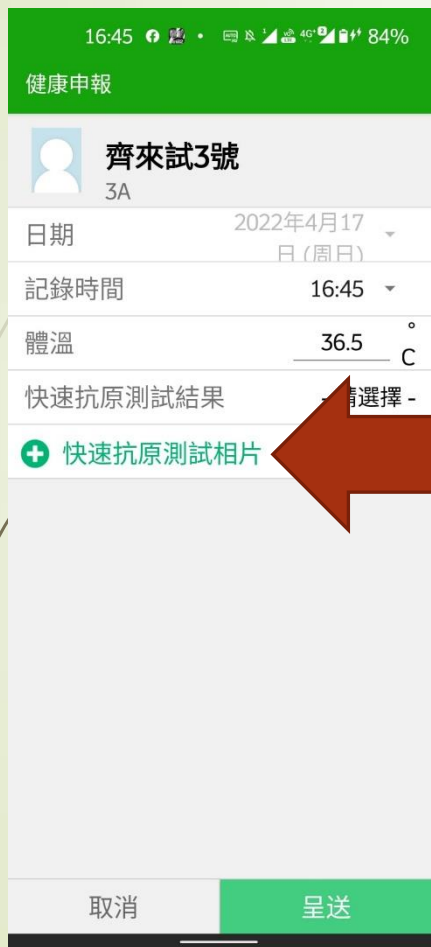 16:45 84%
健康申報
齊來試3號
3A
日期 2022年4月17
日 (周日)
記錄時間 16:45
體溫 36.5 °C
快速抗原測試結果 - 請選擇 -
快速抗原測試相片
取消 呈送